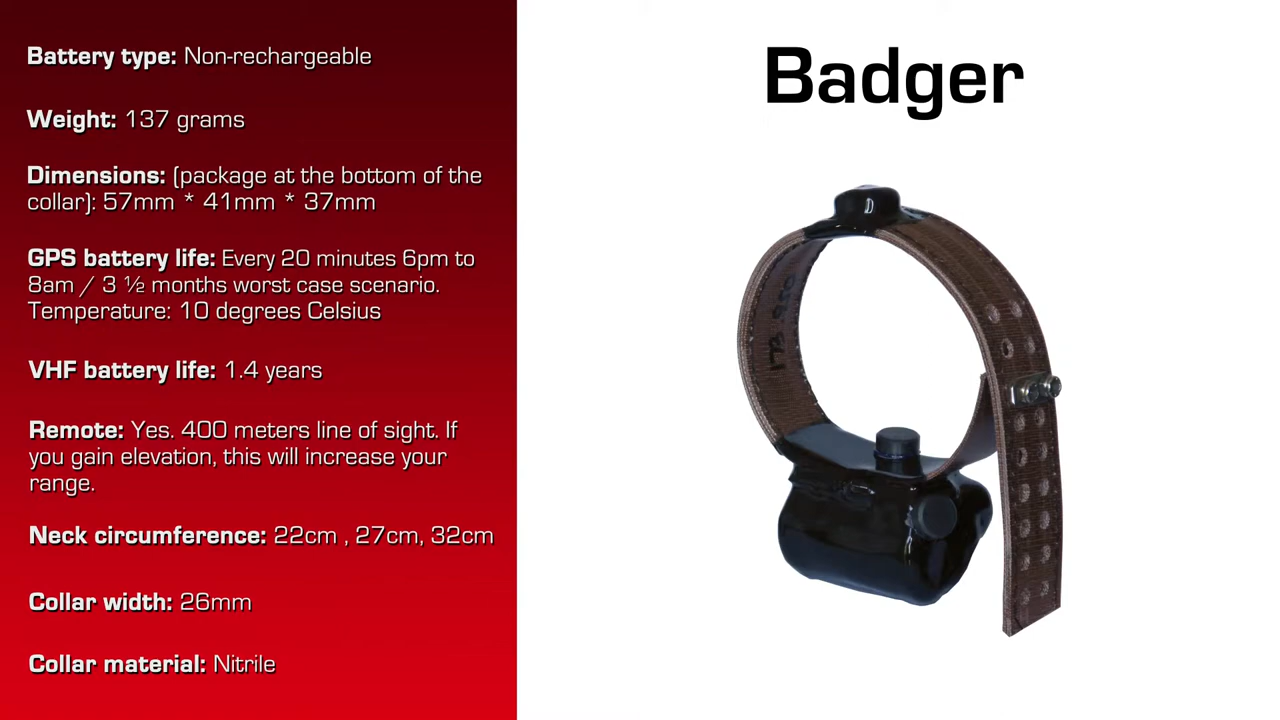 Battery type: Non-rechargeable
Weight: 137 grams
Dimensions: (package at the bottom of the
collar): 57mm * 41mm * 37mm
GPS battery life: Every 20 minutes 6pm to
8am / 3 ½ months worst case scenario.
Temperature: 10 degrees Celsius
VHF battery life: 1.4 years
Remote: Yes. 400 meters line of sight. If
you gain elevation, this will increase your
range.
Neck circumference: 22cm , 27cm, 32cm
Collar width: 26mm
Collar material: Nitrile
Badger